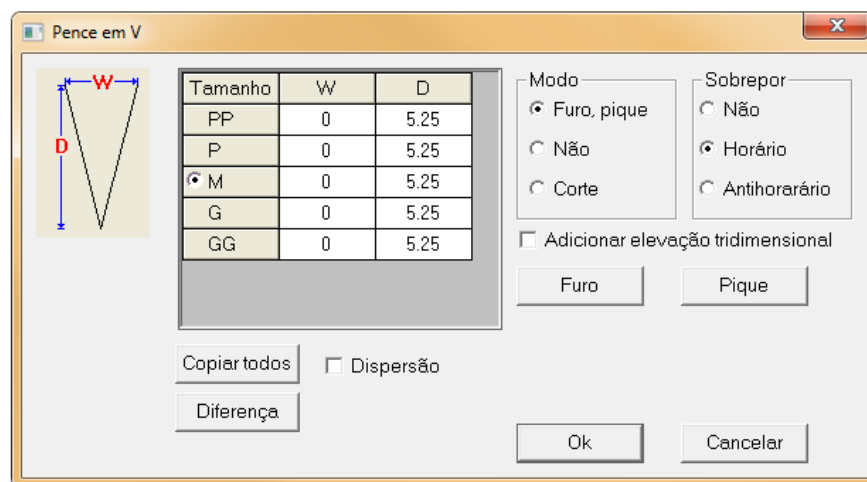 Pence em V
W
D
Tamanho W D
PP 0 5.25
P 0 5.25
M 0 5.25
G 0 5.25
GG 0 5.25
Modo
Furo, pique
Não
Corte
Sobrepor
Não
Horário
Antihorarário
Adicionar elevação tridimensional
Furo
Pique
Copiar todos
Dispersão
Diferença
Ok
Cancelar